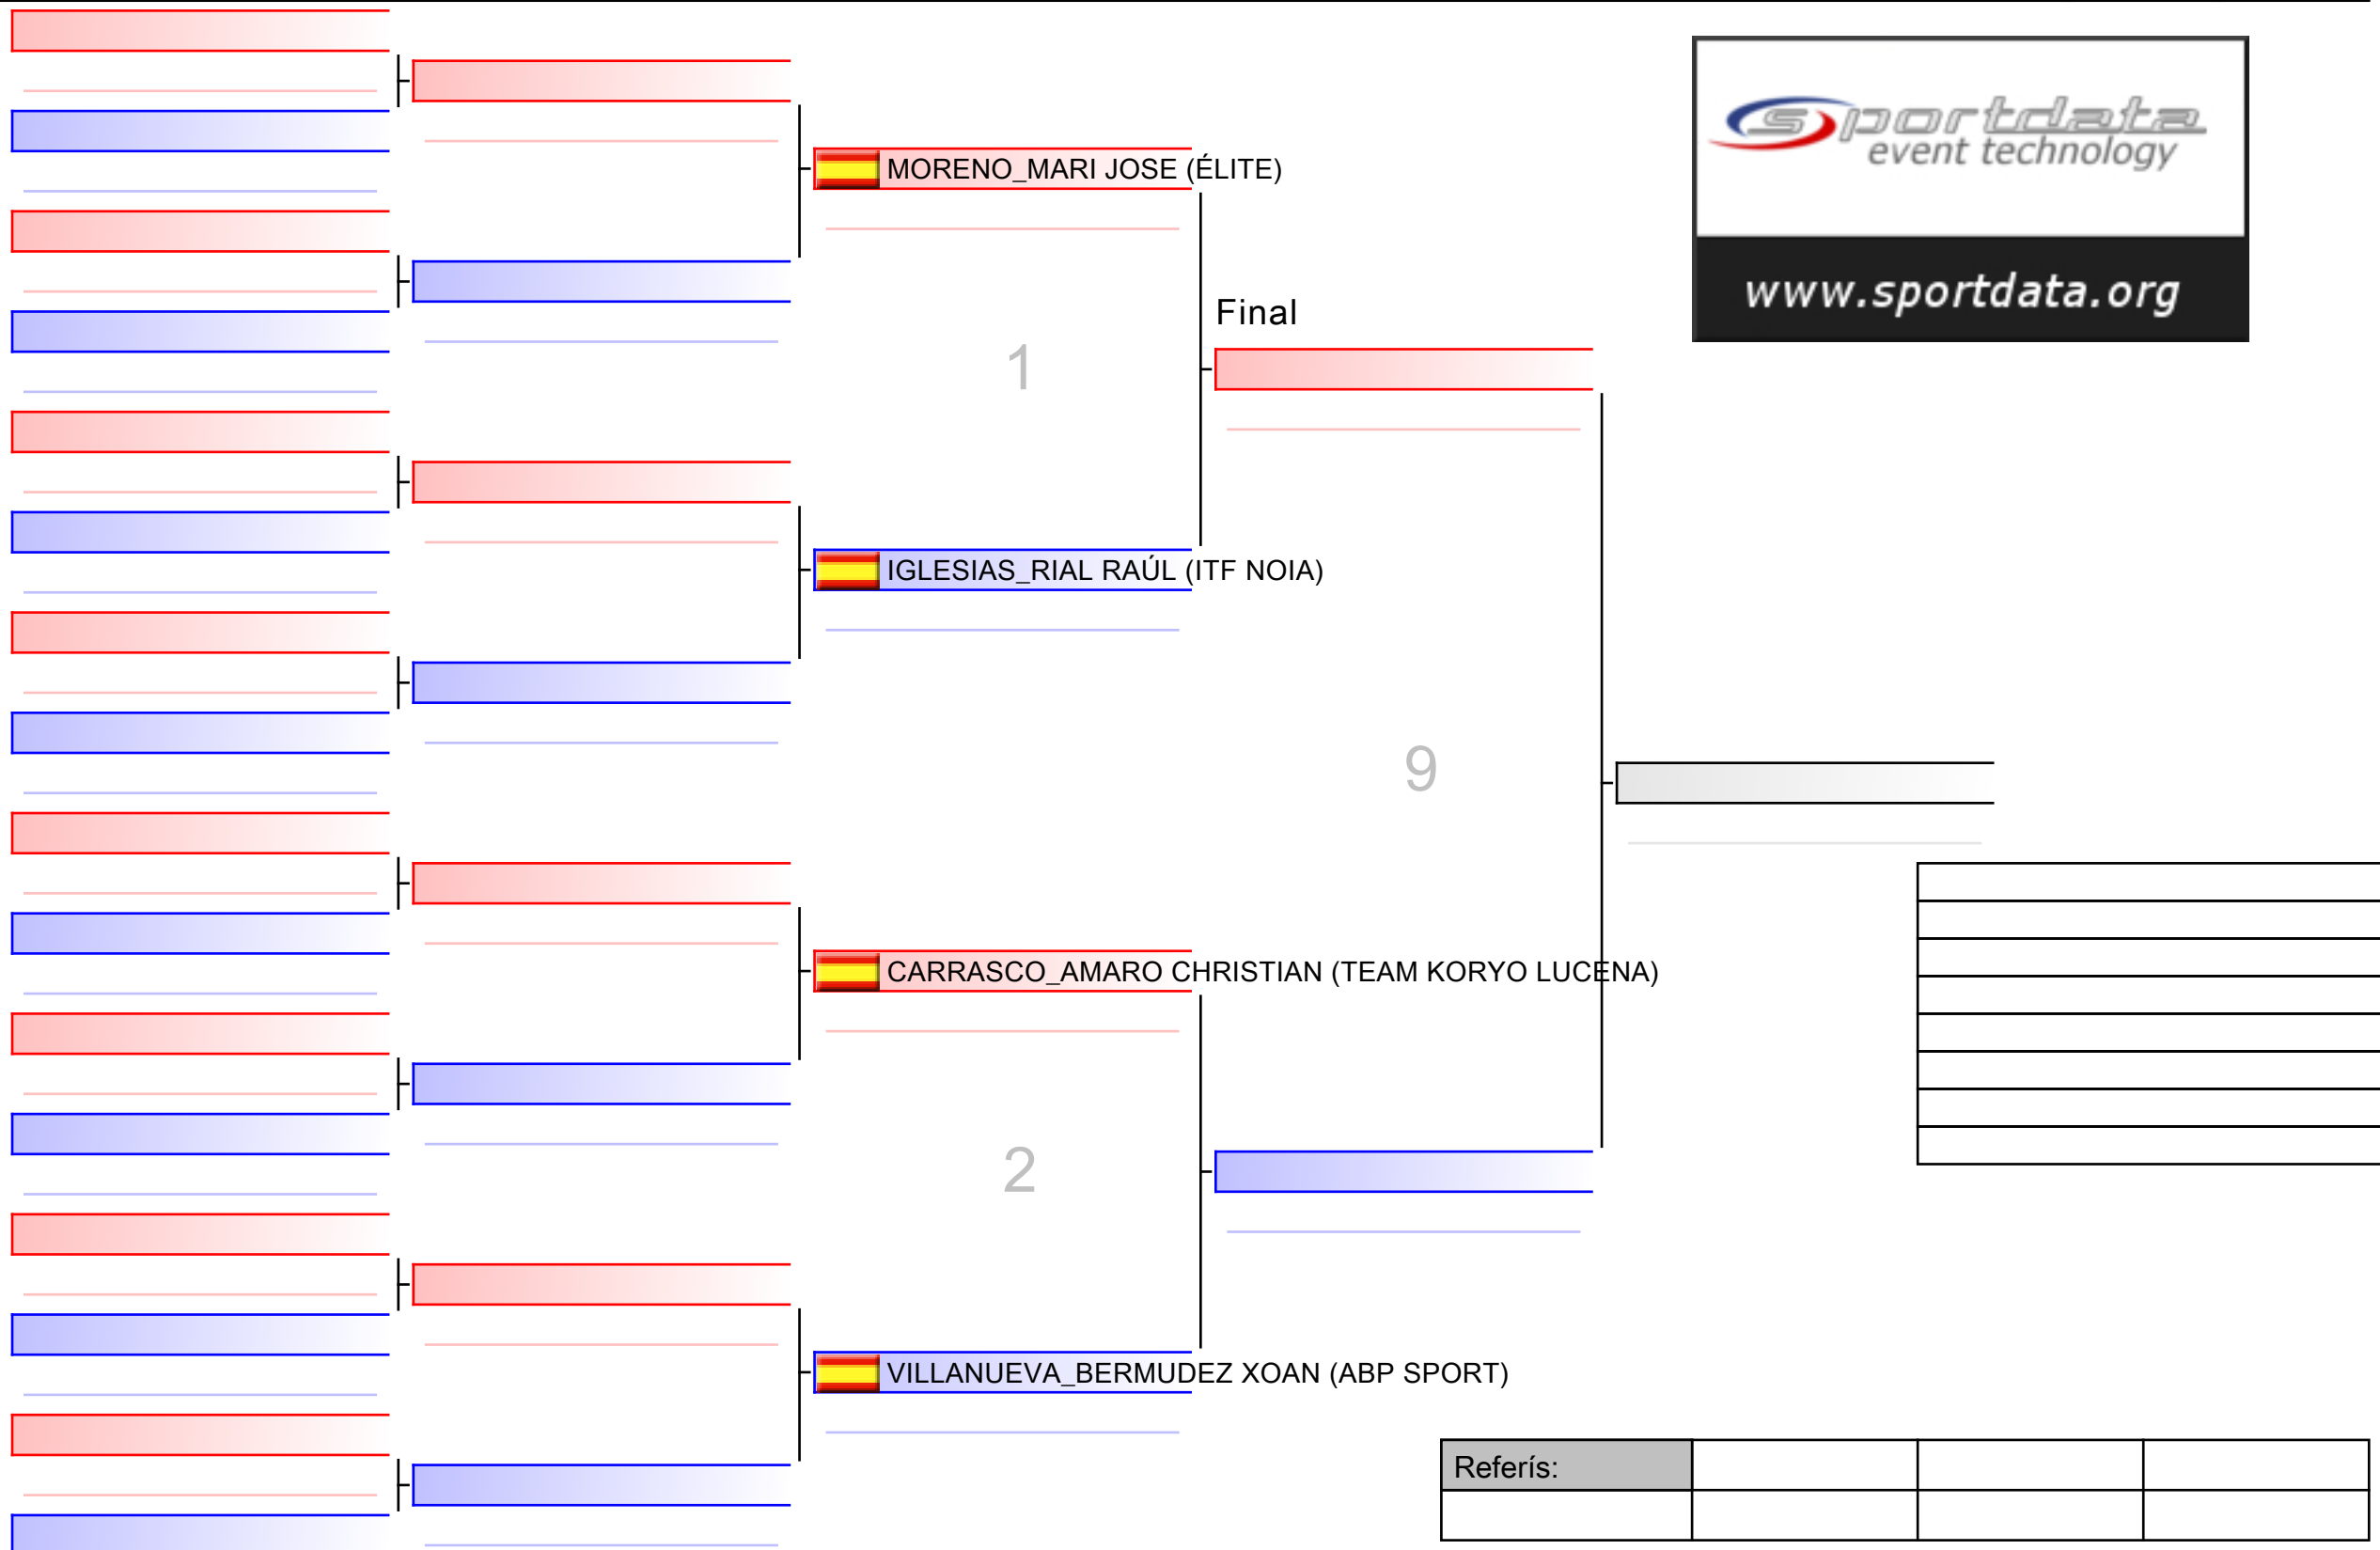 sportdata
event technology
www.sportdata.org
MORENO_MARI JOSE (ÉLITE)
Final
1
IGLESIAS_RIAL RAÚL (ITF NOIA)
9
CARRASCO_AMARO CHRISTIAN (TEAM KORYO LUCENA)
2
VILLANUEVA_BERMUDEZ XOAN (ABP SPORT)
Referís: